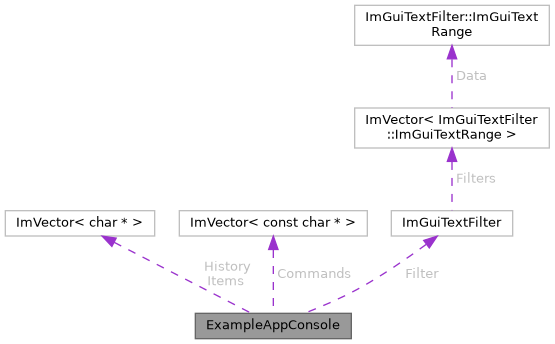 ImGuiTextFilter::ImGuiText
Range
Data
ImVector< ImGuiTextFilter
::ImGuiTextRange >
Filters
ImVector< char * >
ImVector< const char * >
ImGuiTextFilter
History
Items
Commands
Filter
ExampleAppConsole